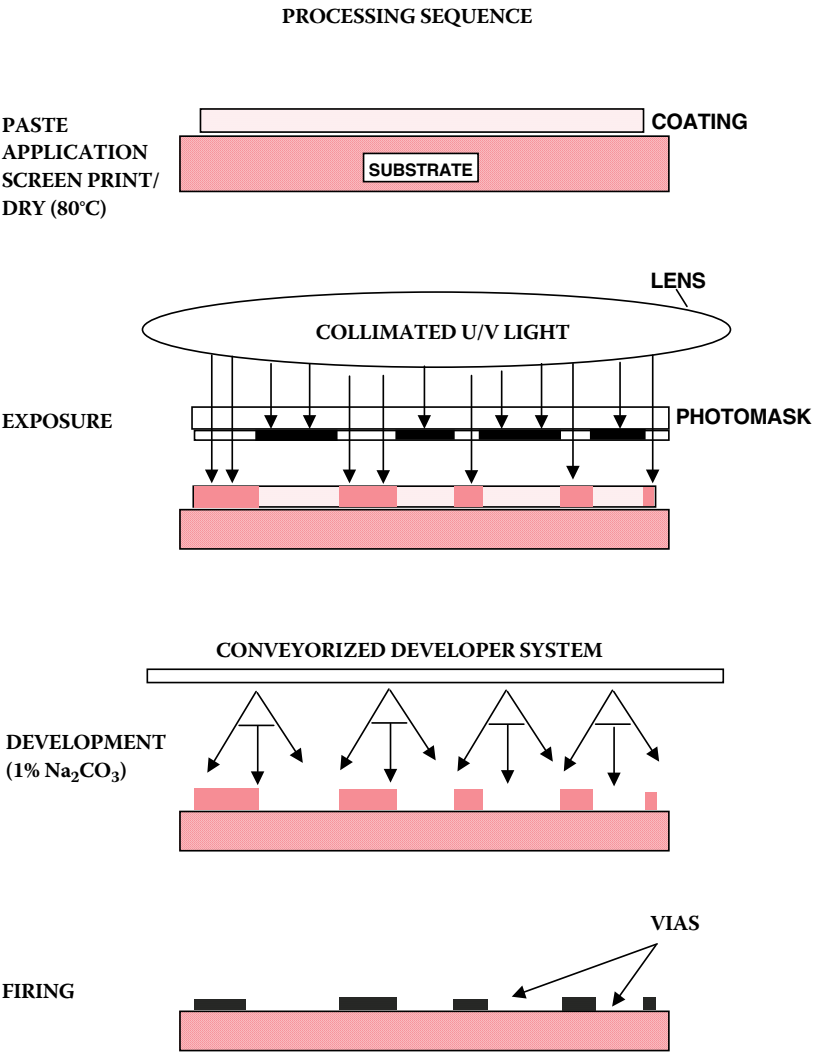 PROCESSING SEQUENCE
PASTE
APPLICATION
SCREEN PRINT/
DRY (80°C)
COATING
SUBSTRATE
LENS
COLLIMATED U/V LIGHT
EXPOSURE
PHOTOMASK
CONVEYORIZED DEVELOPER SYSTEM
DEVELOPMENT
(1% Na₂CO₃)
VIAS
FIRING